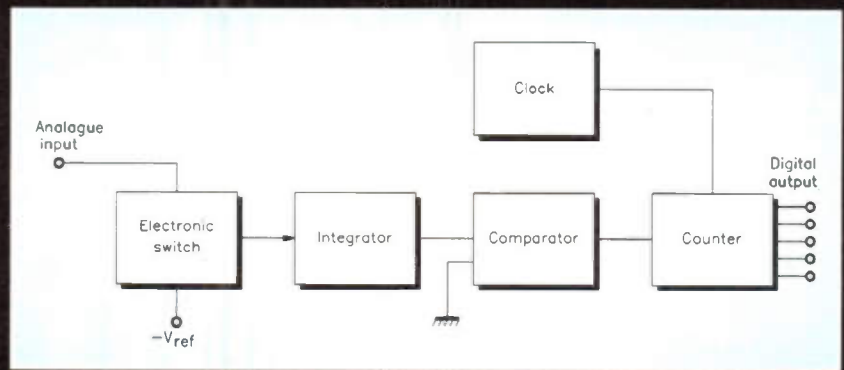 Clock
Analogue
input
Digital
output
Electronic
switch
Integrator
Comparator
Counter
−Vref